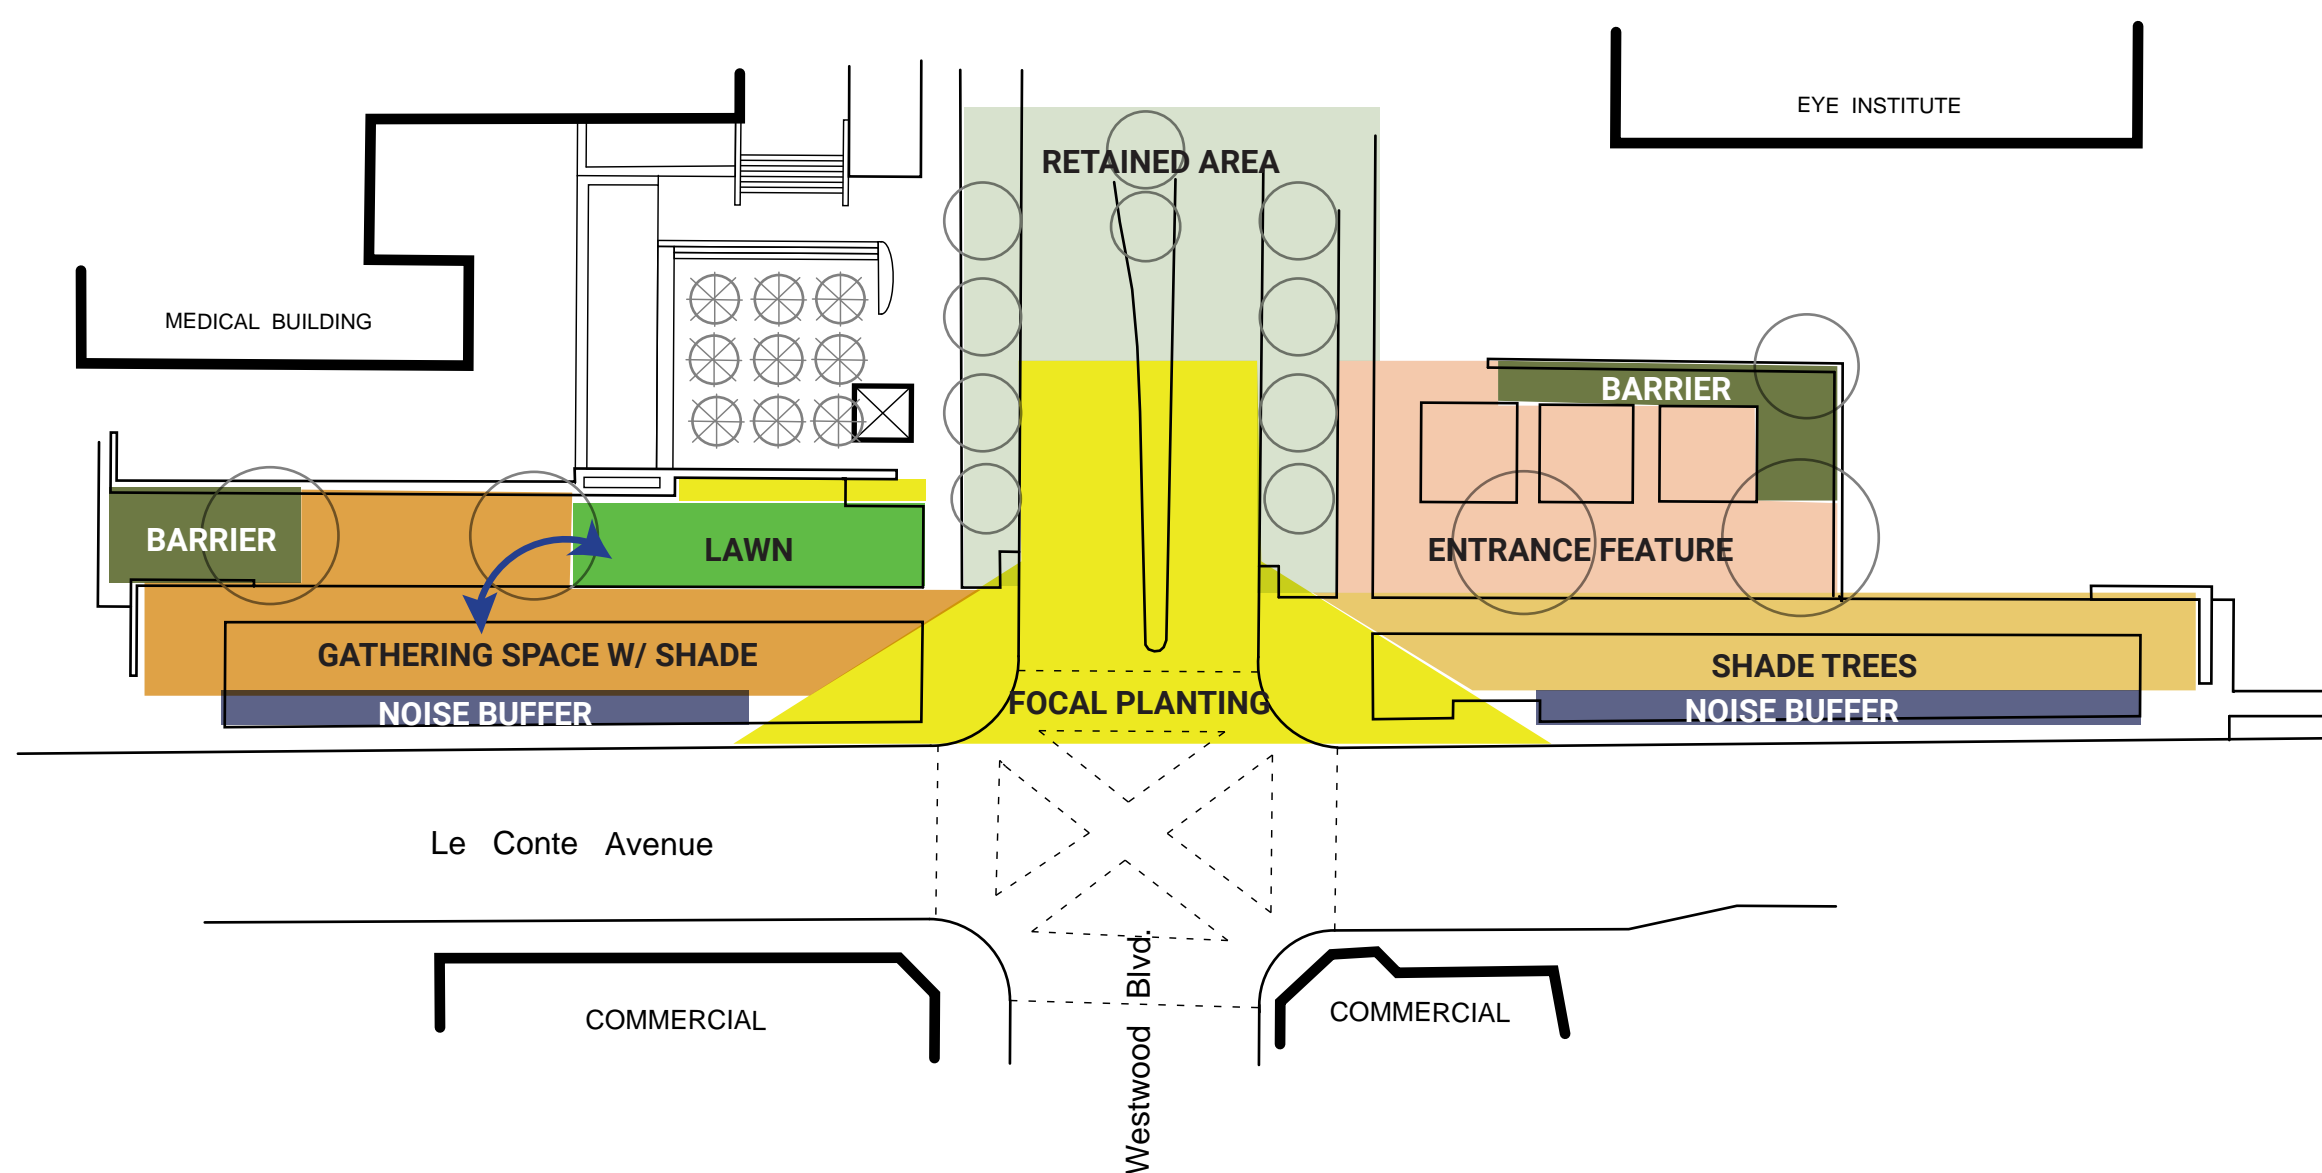 EYE INSTITUTE
RETAINED AREA
MEDICAL BUILDING
BARRIER
BARRIER
LAWN
ENTRANCE FEATURE
GATHERING SPACE W/ SHADE
SHADE TREES
FOCAL PLANTING
NOISE BUFFER
NOISE BUFFER
Le Conte Avenue
Westwood Blvd.
COMMERCIAL
COMMERCIAL